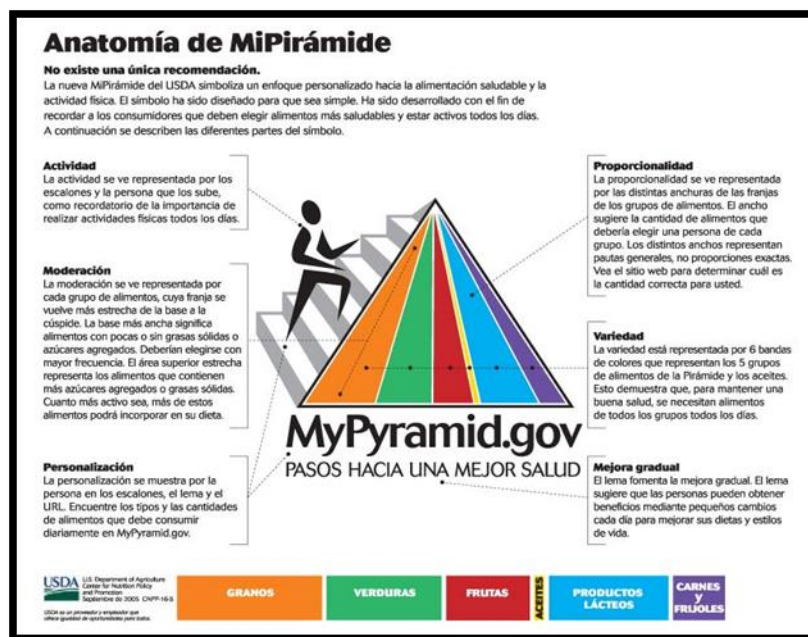 Anatomía de MiPirámide
No existe una única recomendación.
La nueva MiPirámide del USDA simboliza un enfoque personalizado hacia la alimentación saludable y la
actividad física. El símbolo ha sido diseñado para que sea simple. Ha sido desarrollado con el fin de
recordar a los consumidores que deben elegir alimentos más saludables y estar activos todos los días.
A continuación se describen las diferentes partes del símbolo.
Actividad
La actividad se ve representada por los
escalones y la persona que los sube,
como recordatorio de la importancia de
realizar actividades físicas todos los días.
Moderación
La moderación se ve representada por
cada grupo de alimentos, cuya franja se
vuelve más estrecha de la base a la
cúspide. La base más ancha significa
alimentos con pocas o sin grasas sólidas o
azúcares agregados. Deberían elegirse con
mayor frecuencia. El área superior estrecha
representa los alimentos que contienen
más azúcares agregados o grasas sólidas.
Cuanto más activo sea, más de estos
alimentos podrá incorporar en su dieta.
Personalización
La personalización se muestra por la
persona en los escalones, el lema y el
URL. Encuentre los tipos y las cantidades
de alimentos que debe consumir
diariamente en MyPyramid.gov.
MyPyramid.gov
PASOS HACIA UNA MEJOR SALUD
Proporcionalidad
La proporcionalidad se ve representada
por las distintas anchuras de las franjas
de los grupos de alimentos. El ancho
sugiere la cantidad de alimentos que
debería elegir una persona de cada
grupo. Los distintos anchos representan
pautas generales, no proporciones exactas.
Vea el sitio web para determinar cuál es
la cantidad correcta para usted.
Variedad
La variedad está representada por 6 bandas
de colores que representan los 5 grupos
de alimentos de la Pirámide y los aceites.
Esto demuestra que, para mantener una
buena salud, se necesitan alimentos
de todos los grupos todos los días.
Mejora gradual
El lema fomenta la mejora gradual. El lema
sugiere que las personas pueden obtener
beneficios mediante pequeños cambios
cada día para mejorar sus dietas y estilos
de vida.
USDA
U.S. Department of Agriculture
Center for Nutrition Policy
and Promotion
Septiembre de 2005 CNPP-16-S
USDA es un proveedor y empleador que
ofrece igualdad de oportunidades para todos.
GRANOS
VERDURAS
FRUTAS
ACEITES
PRODUCTOS
LÁCTEOS
CARNES
y
FRIJOLES